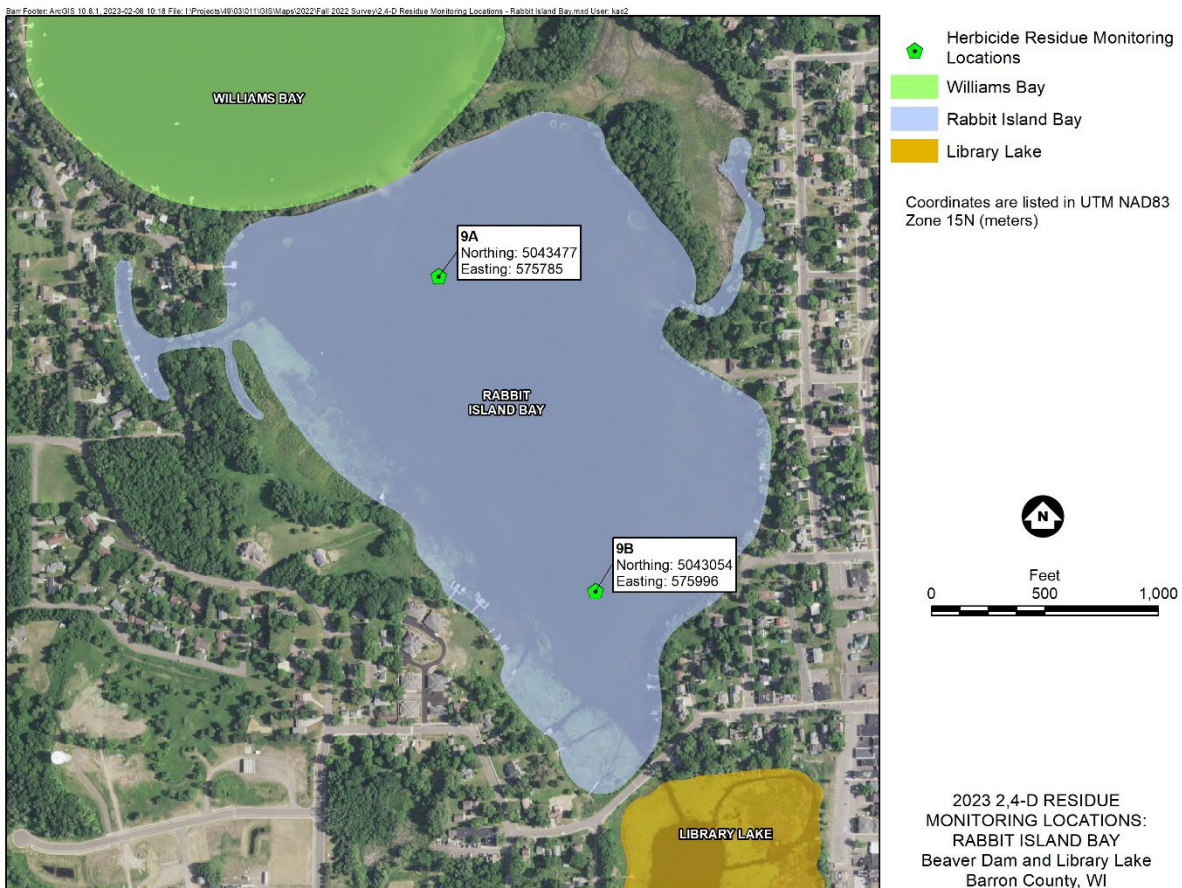 Barr Footer: ArcGIS 10.8.1, 2023-02-06 10:18 File: I:\Projects\49\03\011\GIS\Maps\2022\Fall 2022 Survey\2,4-D Residue Monitoring Locations - Rabbit Island Bay.mxd User: kac2
WILLIAMS BAY
9A
Northing: 5043477
Easting: 575785
RABBIT
ISLAND BAY
9B
Northing: 5043054
Easting: 575996
LIBRARY LAKE
Herbicide Residue Monitoring
Locations
Williams Bay
Rabbit Island Bay
Library Lake
Coordinates are listed in UTM NAD83
Zone 15N (meters)
N
Feet
0 500 1,000
2023 2,4-D RESIDUE
MONITORING LOCATIONS:
RABBIT ISLAND BAY
Beaver Dam and Library Lake
Barron County, WI